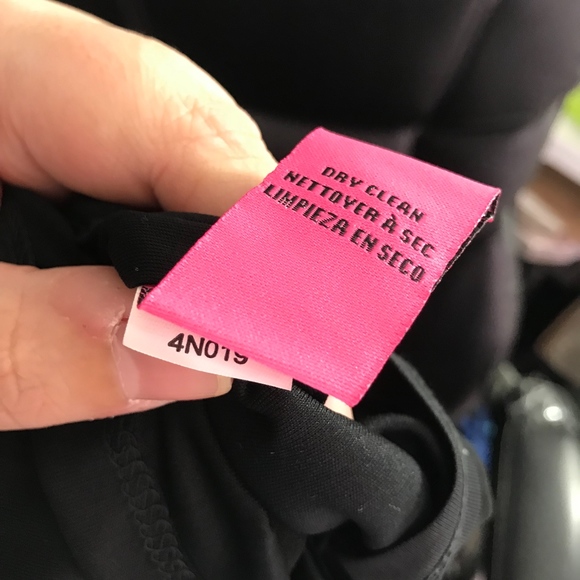 DRY CLEAN
NETTOYER À SEC
LIMPIEZA EN SECO
4N019